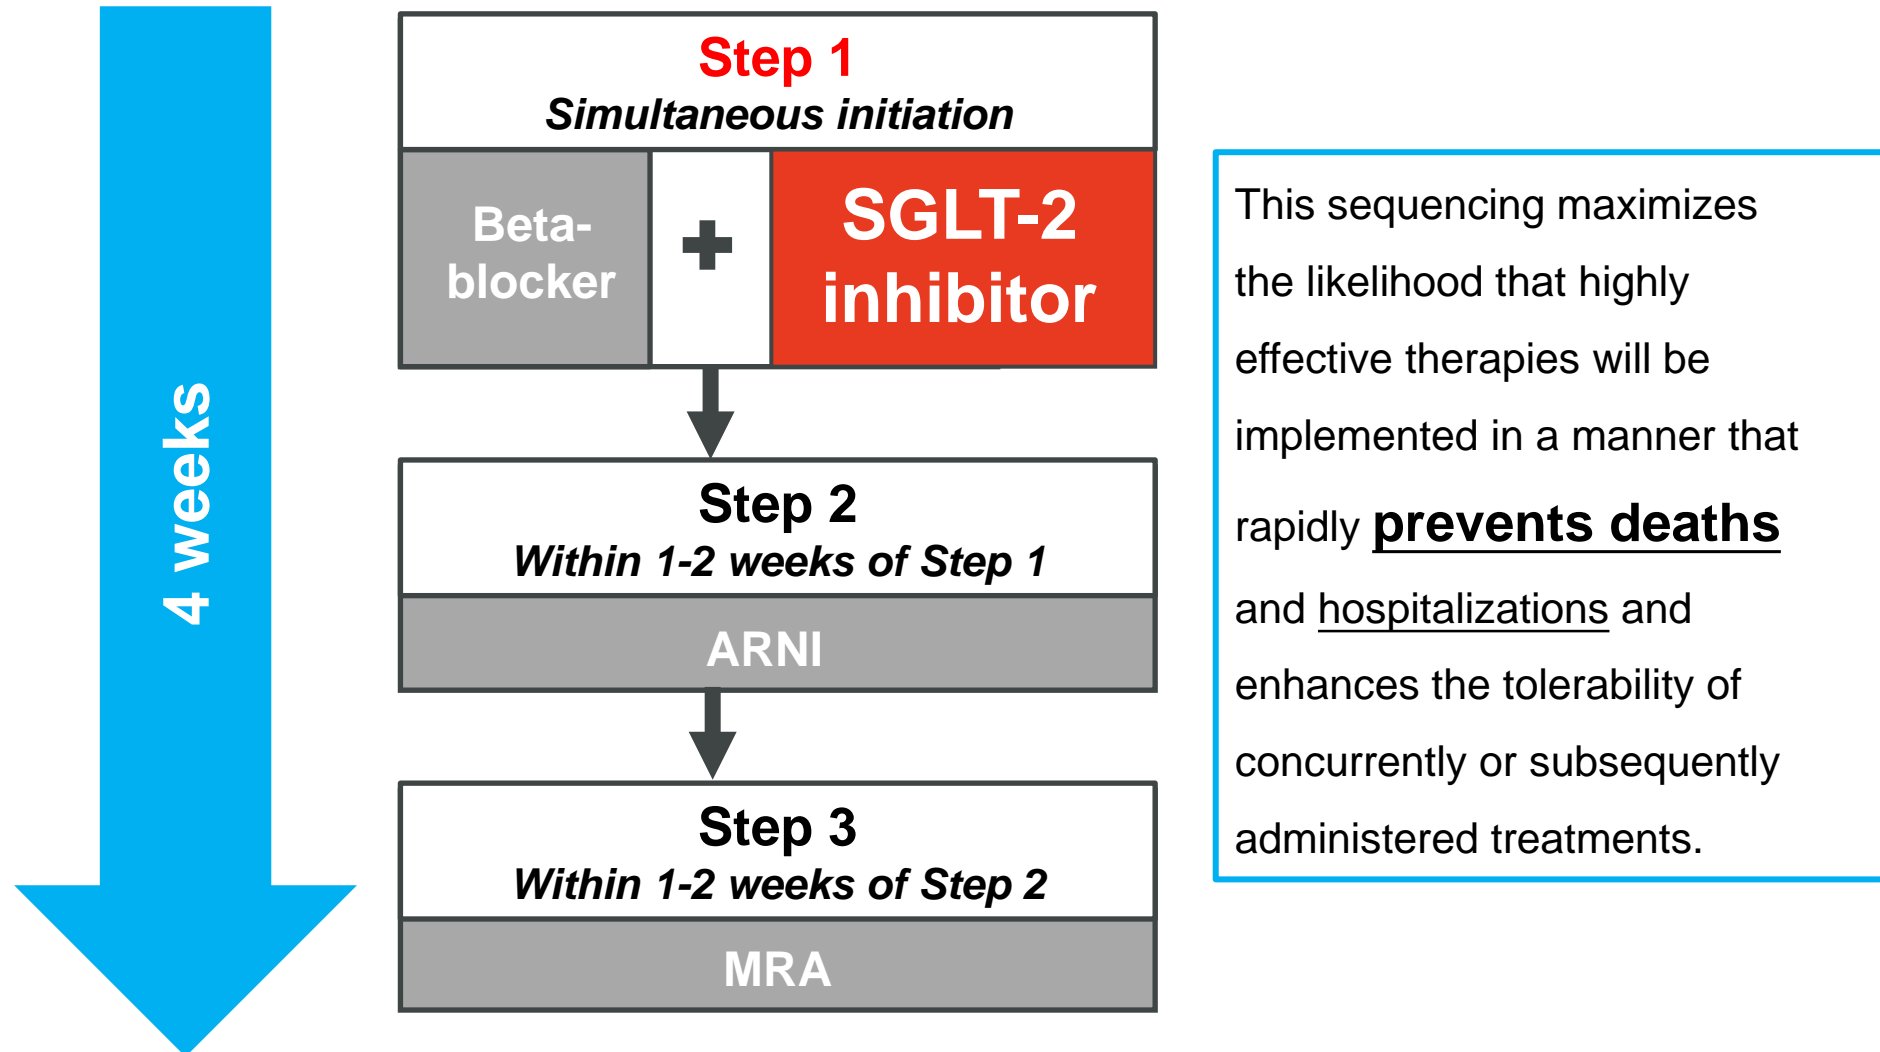 4 weeks
Step 1
Simultaneous initiation
Beta-
blocker
+
SGLT-2
inhibitor
Step 2
Within 1-2 weeks of Step 1
ARNI
Step 3
Within 1-2 weeks of Step 2
MRA
This sequencing maximizes
the likelihood that highly
effective therapies will be
implemented in a manner that
rapidly prevents deaths
and hospitalizations and
enhances the tolerability of
concurrently or subsequently
administered treatments.